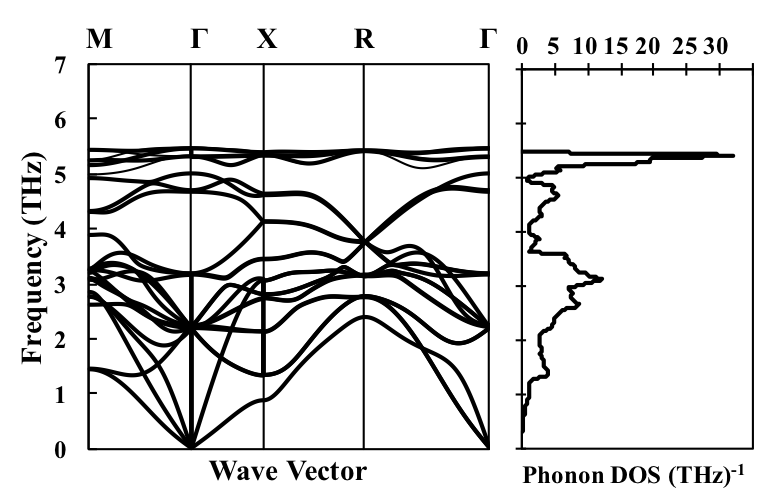 M Γ X R Γ
0 5 10 15 20 25 30
7
6
5
4
3
2
1
0
Frequency (THz)
Wave Vector
Phonon DOS (THz)-1